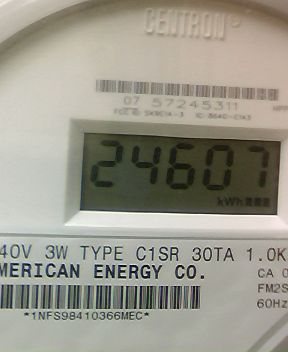 CENTRON®
07 57245311
24607
kWh
40V 3W TYPE C1SR 30TA 1.0K
MERICAN ENERGY CO.
CA 0
FM2S
60Hz
*1NFS98410366MEC*